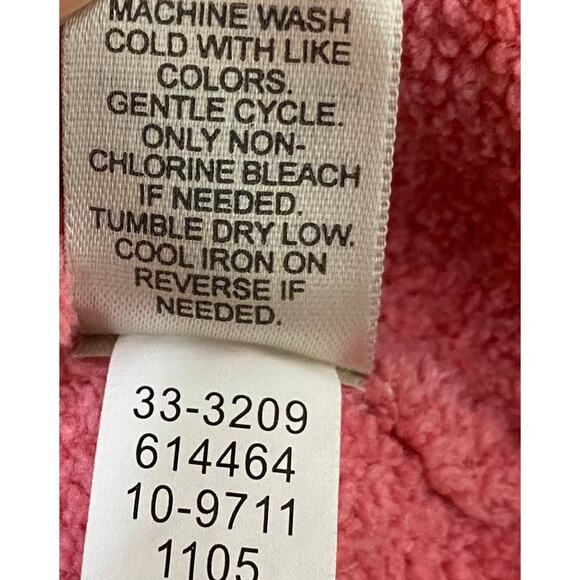 MACHINE WASH
COLD WITH LIKE
COLORS.
GENTLE CYCLE.
ONLY NON-
CHLORINE BLEACH
IF NEEDED.
TUMBLE DRY LOW.
COOL IRON ON
REVERSE IF
NEEDED.
33-3209
614464
10-9711
1105